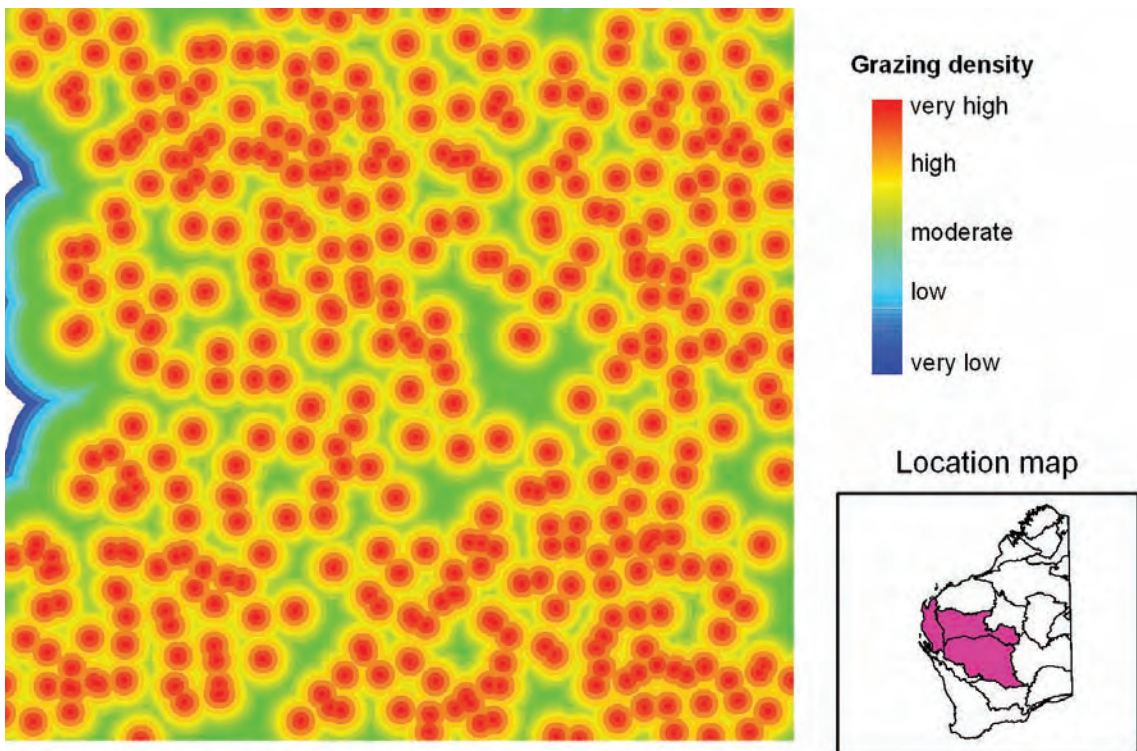 Grazing density
very high
high
moderate
low
very low
Location map